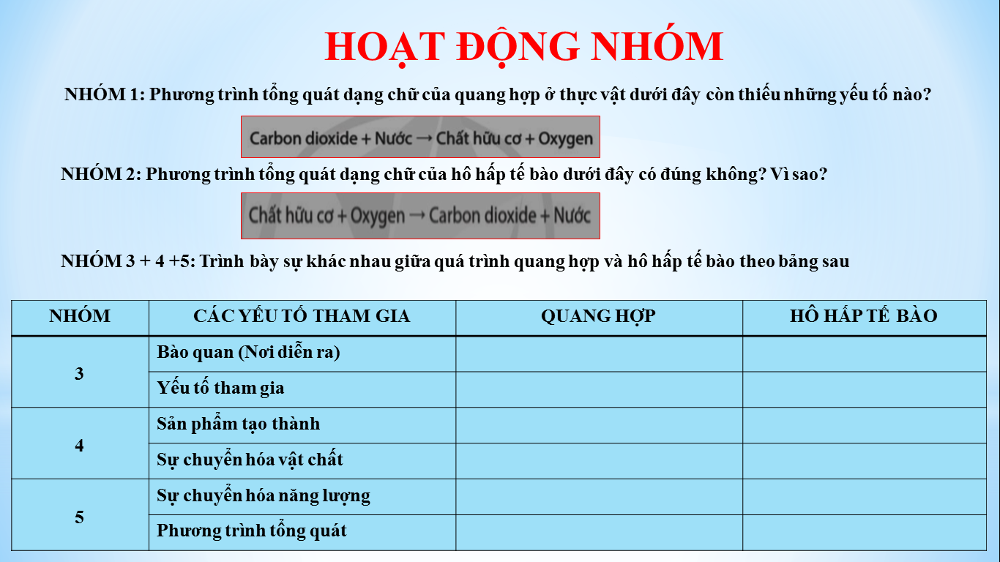 HOẠT ĐỘNG NHÓM
NHÓM 1: Phương trình tổng quát dạng chữ của quang hợp ở thực vật dưới đây còn thiếu những yếu tố nào?
Carbon dioxide + Nước → Chất hữu cơ + Oxygen
NHÓM 2: Phương trình tổng quát dạng chữ của hô hấp tế bào dưới đây có đúng không? Vì sao?
Chất hữu cơ + Oxygen → Carbon dioxide + Nước
NHÓM 3 + 4 +5: Trình bày sự khác nhau giữa quá trình quang hợp và hô hấp tế bào theo bảng sau
NHÓM CÁC YẾU TỐ THAM GIA QUANG HỢP HÔ HẤP TẾ BÀO
3
Bào quan (Nơi diễn ra)
Yếu tố tham gia
4
Sản phẩm tạo thành
Sự chuyển hóa vật chất
5
Sự chuyển hóa năng lượng
Phương trình tổng quát